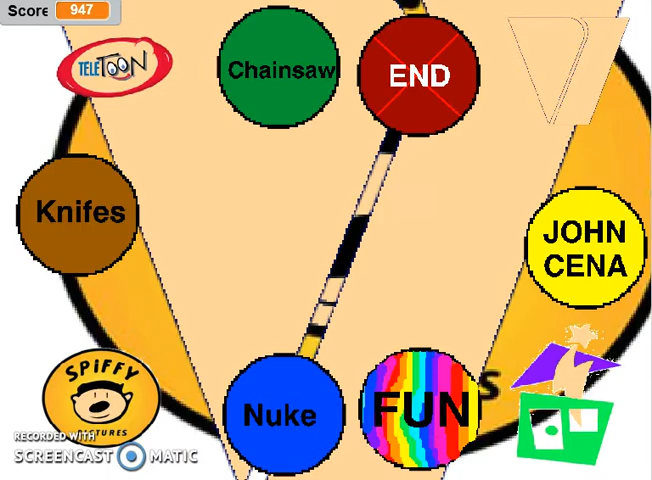 Score 947
TELETOON
Chainsaw
END
Knifes
JOHN
CENA
SPIFFY
PICTURES
Nuke
FUN
S
RECORDED WITH
SCREENCAST MATIC